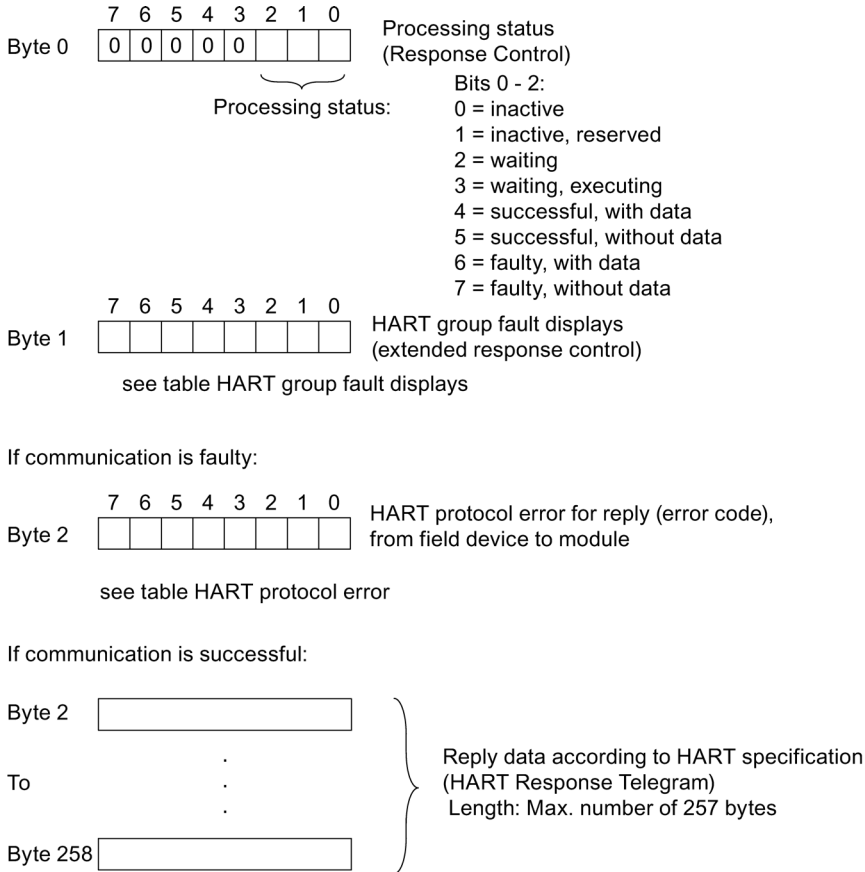 7 6 5 4 3 2 1 0
Byte 0 0 0 0 0 0 Processing status
(Response Control)
Processing status: Bits 0 - 2:
0 = inactive
1 = inactive, reserved
2 = waiting
3 = waiting, executing
4 = successful, with data
5 = successful, without data
6 = faulty, with data
7 = faulty, without data
7 6 5 4 3 2 1 0
Byte 1 HART group fault displays
(extended response control)
see table HART group fault displays
If communication is faulty:
7 6 5 4 3 2 1 0
Byte 2 HART protocol error for reply (error code),
from field device to module
see table HART protocol error
If communication is successful:
Byte 2
To
Byte 258
Reply data according to HART specification
(HART Response Telegram)
Length: Max. number of 257 bytes